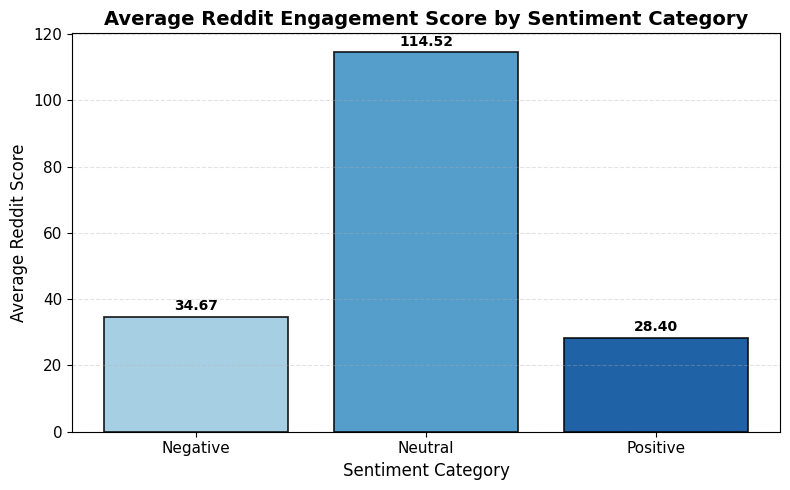 Average Reddit Engagement Score by Sentiment Category
Average Reddit Score
120
100
80
60
40
20
0
34.67
114.52
28.40
Negative
Neutral
Positive
Sentiment Category